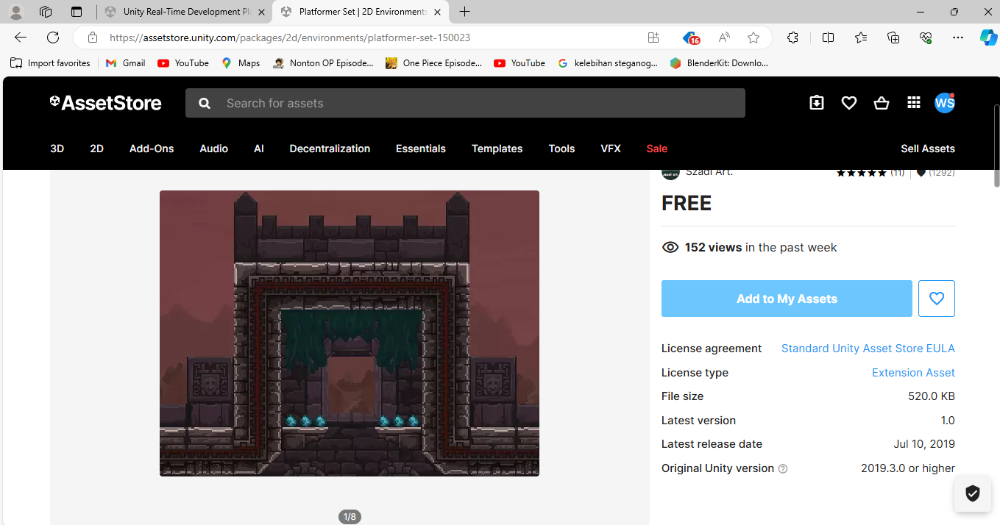 Unity Real-Time Development Pl
Platformer Set | 2D Environments
https://assetstore.unity.com/packages/2d/environments/platformer-set-150023
16
Import favorites
Gmail
YouTube
Maps
Nonton OP Episode...
One Piece Episode...
YouTube
kelebihan steganog...
BlenderKit: Downlo...
AssetStore
Search for assets
WS
3D
2D
Add-Ons
Audio
AI
Decentralization
Essentials
Templates
Tools
VFX
Sale
Sell Assets
Szadi Art.
(11)
(1292)
FREE
152 views in the past week
Add to My Assets
License agreement
Standard Unity Asset Store EULA
License type
Extension Asset
File size
520.0 KB
Latest version
1.0
Latest release date
Jul 10, 2019
Original Unity version
2019.3.0 or higher
1/8